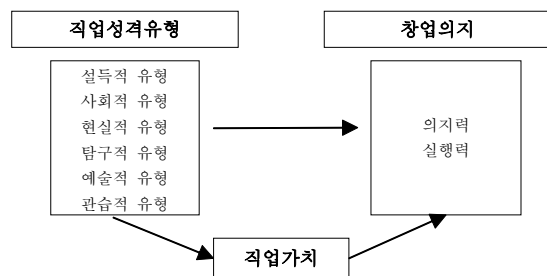 직업성격유형
창업의지
설득적 유형
사회적 유형
현실적 유형
탐구적 유형
예술적 유형
관습적 유형
의지력
실행력
직업가치